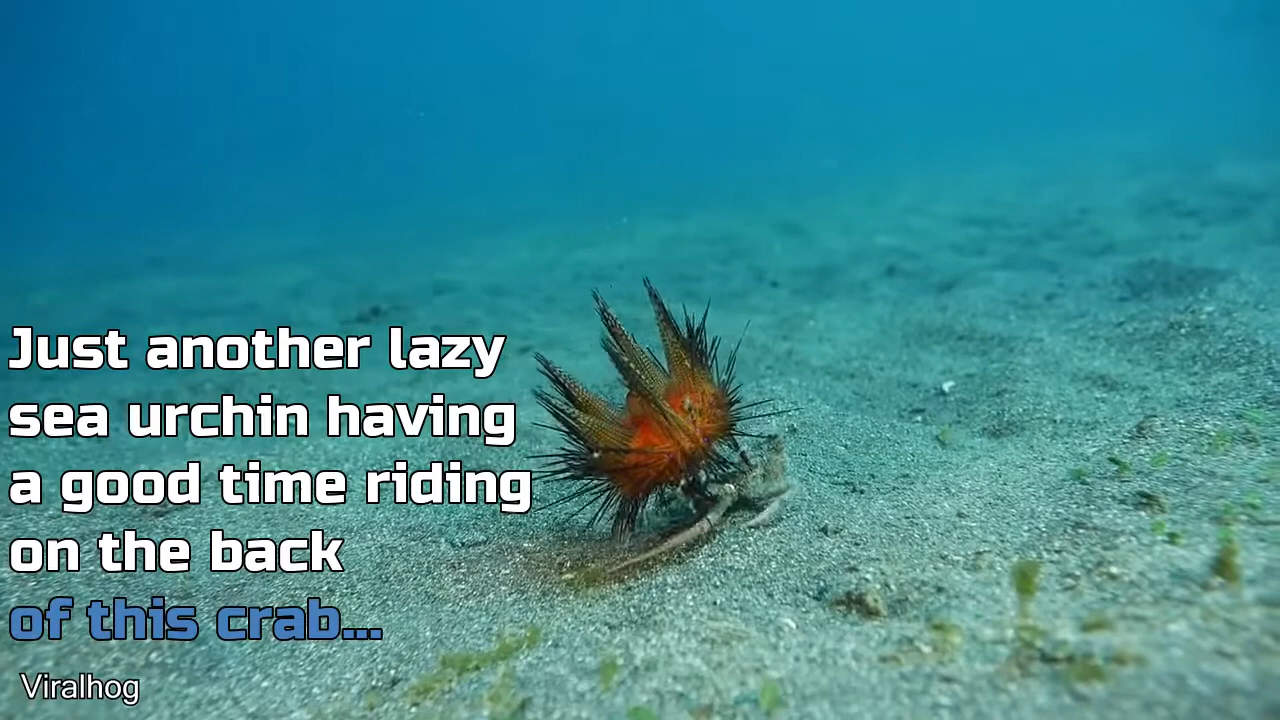 Just another lazy
sea urchin having
a good time riding
on the back
of this crab...
Viralhog